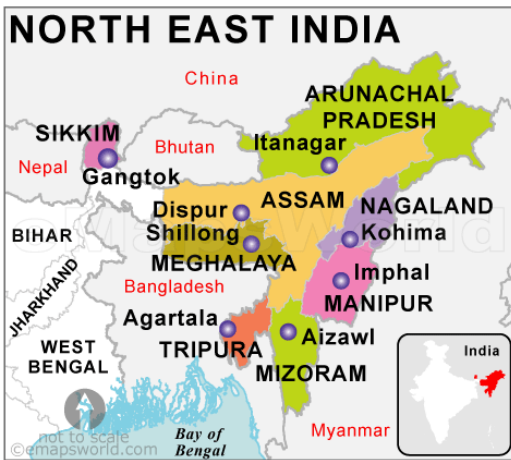 NORTH EAST INDIA
China
ARUNACHAL
PRADESH
SIKKIM
Bhutan
Itanagar
Nepal
Gangtok
ASSAM
Dispur
NAGALAND
Shillong
Kohima
BIHAR
MEGHALAYA
Imphal
Bangladesh
JHARKHAND
MANIPUR
Agartala
Aizawl
TRIPURA
WEST
BENGAL
MIZORAM
India
Bay of
Bengal
Myanmar
not to scale
©emapsworld.com
eMapsWorld